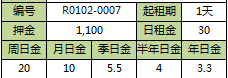 编号 R0102-0007 起租期 1天
押金 1,100 日租金 30
周日金 月日金 季日金 半年日金 年日金
20 10 5.5 4 3.3